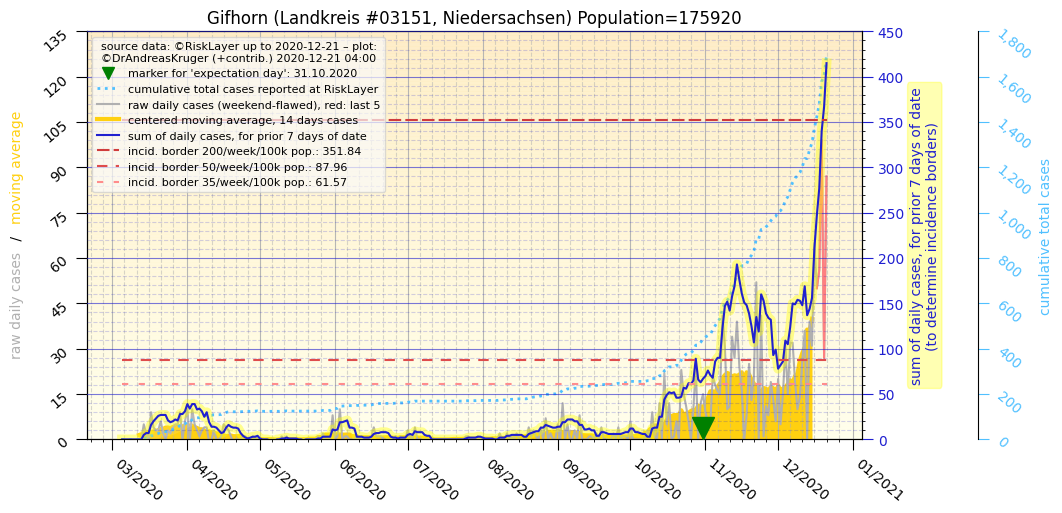 Gifhorn (Landkreis #03151, Niedersachsen) Population=175920
source data: ©RiskLayer up to 2020-12-21 – plot:
©DrAndreasKruger (+contrib.) 2020-12-21 04:00
marker for 'expectation day': 31.10.2020
cumulative total cases reported at RiskLayer
raw daily cases (weekend-flawed), red: last 5
centered moving average, 14 days cases
sum of daily cases, for prior 7 days of date
incid. border 200/week/100k pop.: 351.84
incid. border 50/week/100k pop.: 87.96
incid. border 35/week/100k pop.: 61.57
raw daily cases / moving average
135
120
105
90
75
60
45
30
15
0
03/2020
04/2020
05/2020
06/2020
07/2020
08/2020
09/2020
10/2020
11/2020
12/2020
01/2021
450
400
350
300
250
200
150
100
50
0
sum of daily cases, for prior 7 days of date
(to determine incidence borders)
1,800
1,600
1,400
1,200
1,000
800
600
400
200
0
cumulative total cases